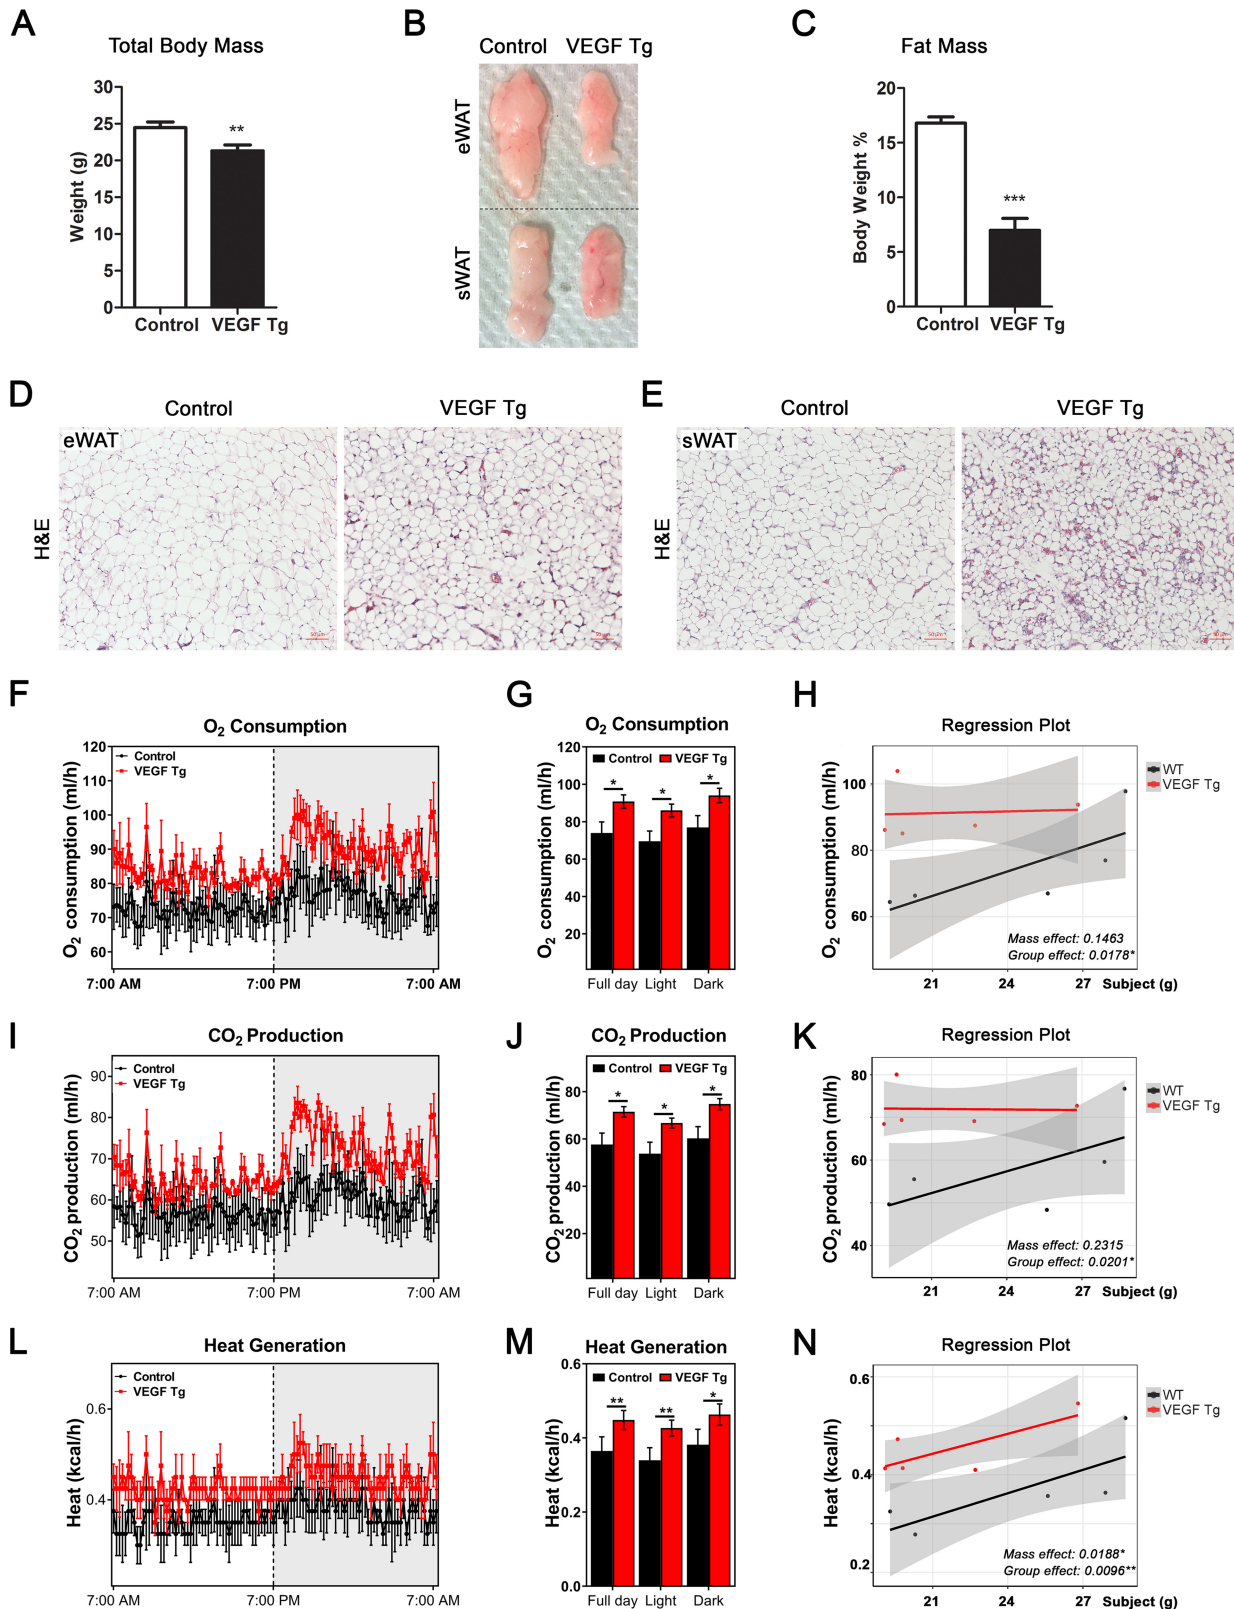 A
Total Body Mass
Weight (g)
30
25
20
15
10
5
0
**
Control VEGF Tg
B
Control VEGF Tg
eWAT
sWAT
C
Fat Mass
Body Weight %
20
15
10
5
0
***
Control VEGF Tg
D
Control VEGF Tg
eWAT
H&E
50 μm
E
Control VEGF Tg
sWAT
H&E
50 μm
F
O2 Consumption
O2 consumption (ml/h)
Control
VEGF Tg
120
110
100
90
80
70
60
7:00 AM 7:00 PM 7:00 AM
G
O2 Consumption
O2 consumption (ml/h)
Control VEGF Tg
120
100
80
60
40
20
* * *
Full day Light Dark
H
Regression Plot
O2 consumption (ml/h)
100
80
60
WT
VEGF Tg
Mass effect: 0.1463
Group effect: 0.0178*
21 24 27 Subject (g)
I
CO2 Production
CO2 production (ml/h)
Control
VEGF Tg
90
80
70
60
50
7:00 AM 7:00 PM 7:00 AM
J
CO2 Production
CO2 production (ml/h)
Control VEGF Tg
80
60
40
20
* * *
Full day Light Dark
K
Regression Plot
CO2 production (ml/h)
80
60
40
WT
VEGF Tg
Mass effect: 0.2315
Group effect: 0.0201*
21 24 27 Subject (g)
L
Heat Generation
Heat (kcal/h)
Control
VEGF Tg
0.6
0.4
7:00 AM 7:00 PM 7:00 AM
M
Heat Generation
Heat (kcal/h)
Control VEGF Tg
0.6
0.4
0.2
0.0
** ** *
Full day Light Dark
N
Regression Plot
Heat (kcal/h)
0.6
0.4
0.2
WT
VEGF Tg
Mass effect: 0.0188*
Group effect: 0.0096**
21 24 27 Subject (g)